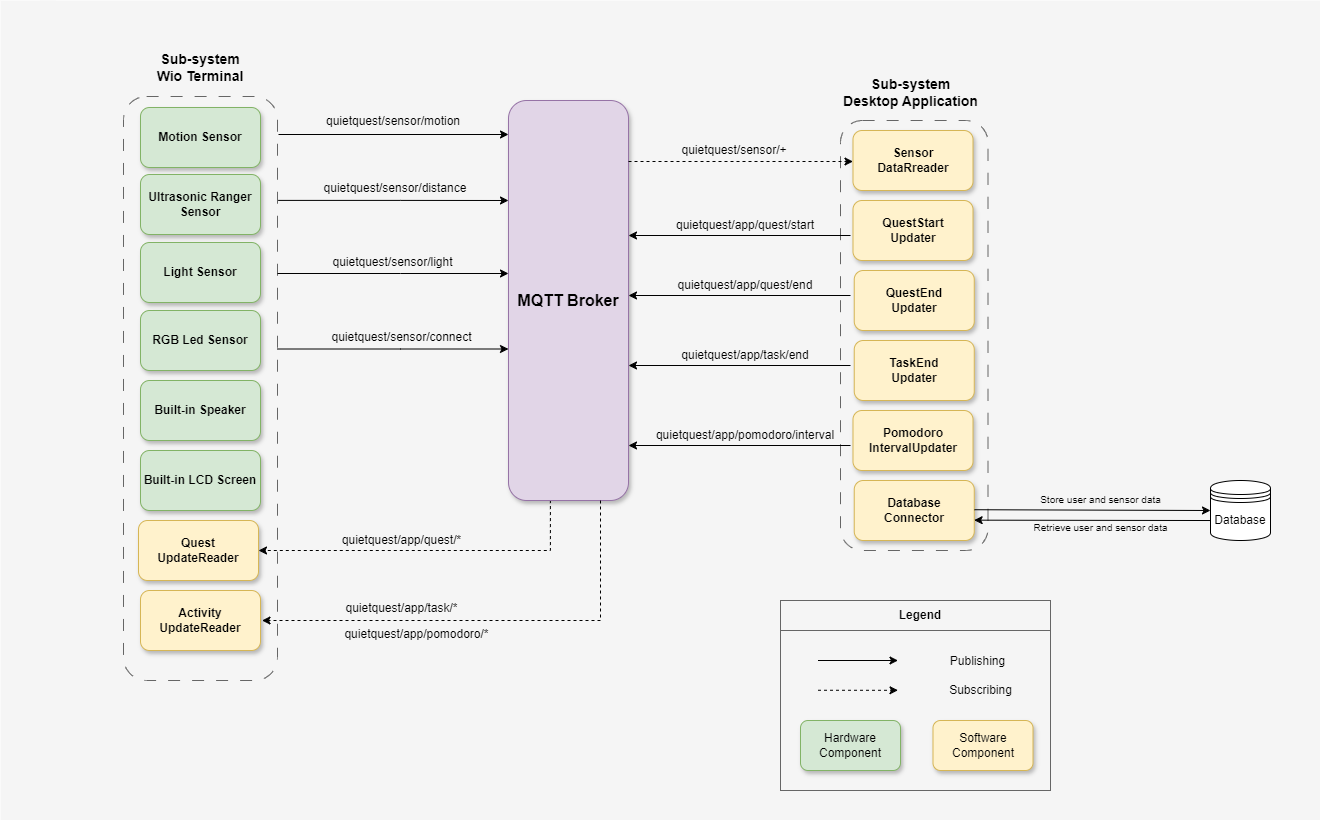 Sub-system
Wio Terminal
Motion Sensor
Ultrasonic Ranger
Sensor
Light Sensor
RGB Led Sensor
Built-in Speaker
Built-in LCD Screen
Quest
UpdateReader
Activity
UpdateReader
quietquest/sensor/motion
quietquest/sensor/distance
quietquest/sensor/light
quietquest/sensor/connect
quietquest/app/quest/*
quietquest/app/task/*
quietquest/app/pomodoro/*
MQTT Broker
quietquest/sensor/+
quietquest/app/quest/start
quietquest/app/quest/end
quietquest/app/task/end
quietquest/app/pomodoro/interval
Sub-system
Desktop Application
Sensor
DataRreader
QuestStart
Updater
QuestEnd
Updater
TaskEnd
Updater
Pomodoro
IntervalUpdater
Database
Connector
Store user and sensor data
Retrieve user and sensor data
Database
Legend
Publishing
Subscribing
Hardware
Component
Software
Component